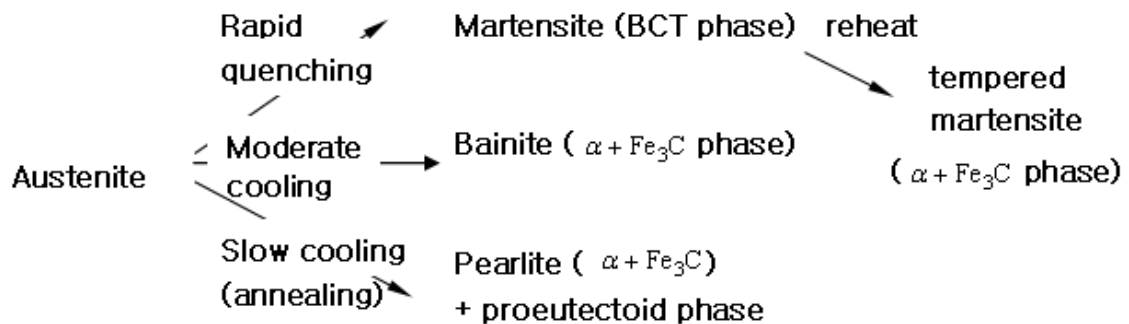 Rapid
quenching
Martensite (BCT phase) reheat
tempered
martensite
(α + Fe₃C phase)
Austenite
Moderate
cooling
Bainite ( α + Fe₃C phase)
Slow cooling
(annealing)
Pearlite ( α + Fe₃C)
+ proeutectoid phase